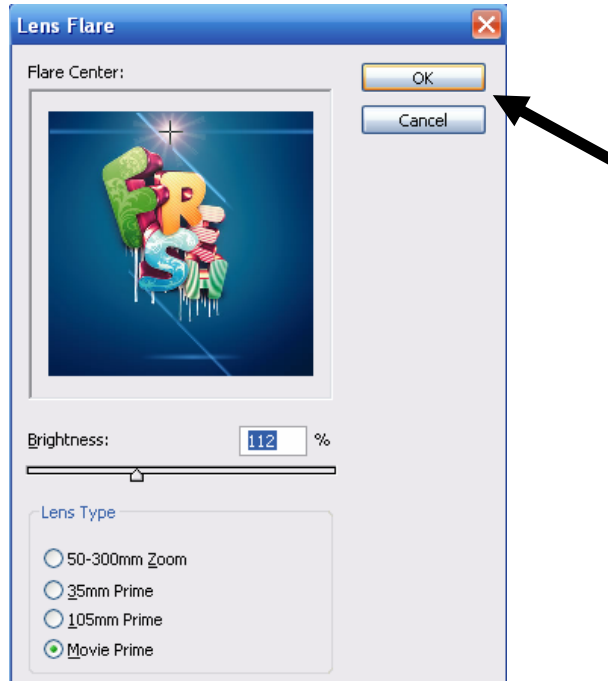 Lens Flare
Flare Center:
OK
Cancel
FRESH
Brightness:
112 %
Lens Type
50-300mm Zoom
35mm Prime
105mm Prime
Movie Prime